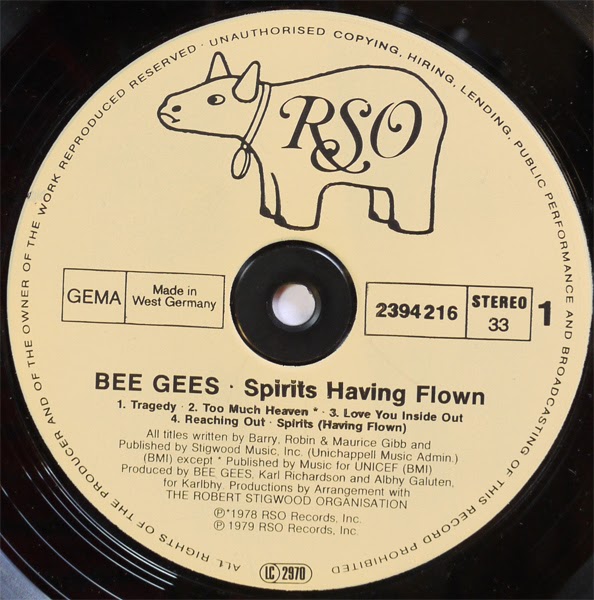 ALL RIGHTS OF THE PRODUCER AND OF THE OWNER OF THE WORK REPRODUCED RESERVED · UNAUTHORISED COPYING, HIRING, LENDING, PUBLIC PERFORMANCE AND BROADCASTING OF THIS RECORD PROHIBITED
RSO
GEMA
Made in
West Germany
2394216
STEREO
33
1
BEE GEES · Spirits Having Flown
1. Tragedy · 2. Too Much Heaven * · 3. Love You Inside Out
4. Reaching Out · Spirits (Having Flown)
All titles written by Barry, Robin & Maurice Gibb and
Published by Stigwood Music, Inc. (Unichappell Music Admin.)
(BMI) except * Published by Music for UNICEF (BMI)
Produced by BEE GEES, Karl Richardson and Albhy Galuten,
for Karlbhy. Productions by Arrangement with
THE ROBERT STIGWOOD ORGANISATION
℗*1978 RSO Records, Inc.
℗ 1979 RSO Records, Inc.
LC 2970